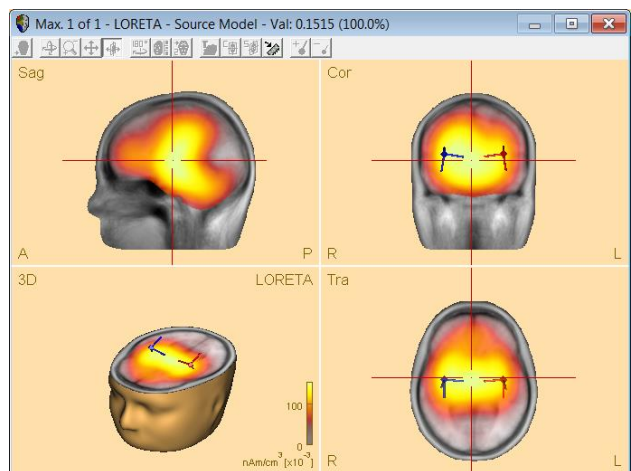 Max. 1 of 1 - LORETA - Source Model - Val: 0.1515 (100.0%)
Sag
A
P
Cor
R
L
3D
LORETA
100
0
nAm/cm³ [x10⁻³]
Tra
R
L